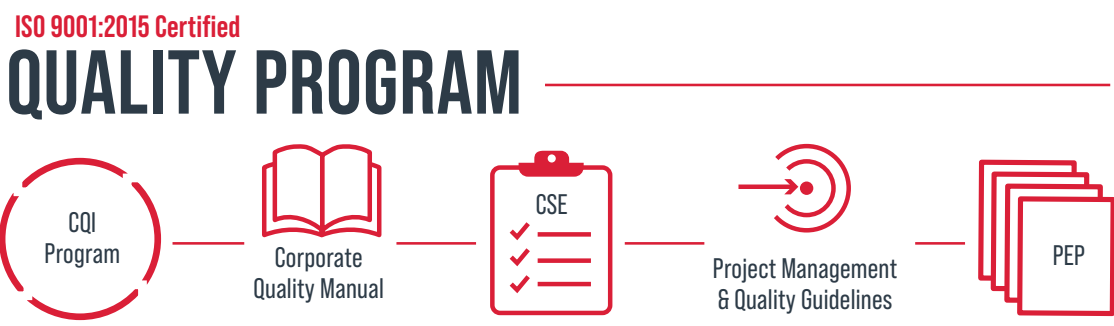 ISO 9001:2015 Certified
QUALITY PROGRAM
CQI
Program
Corporate
Quality Manual
CSE
Project Management
& Quality Guidelines
PEP